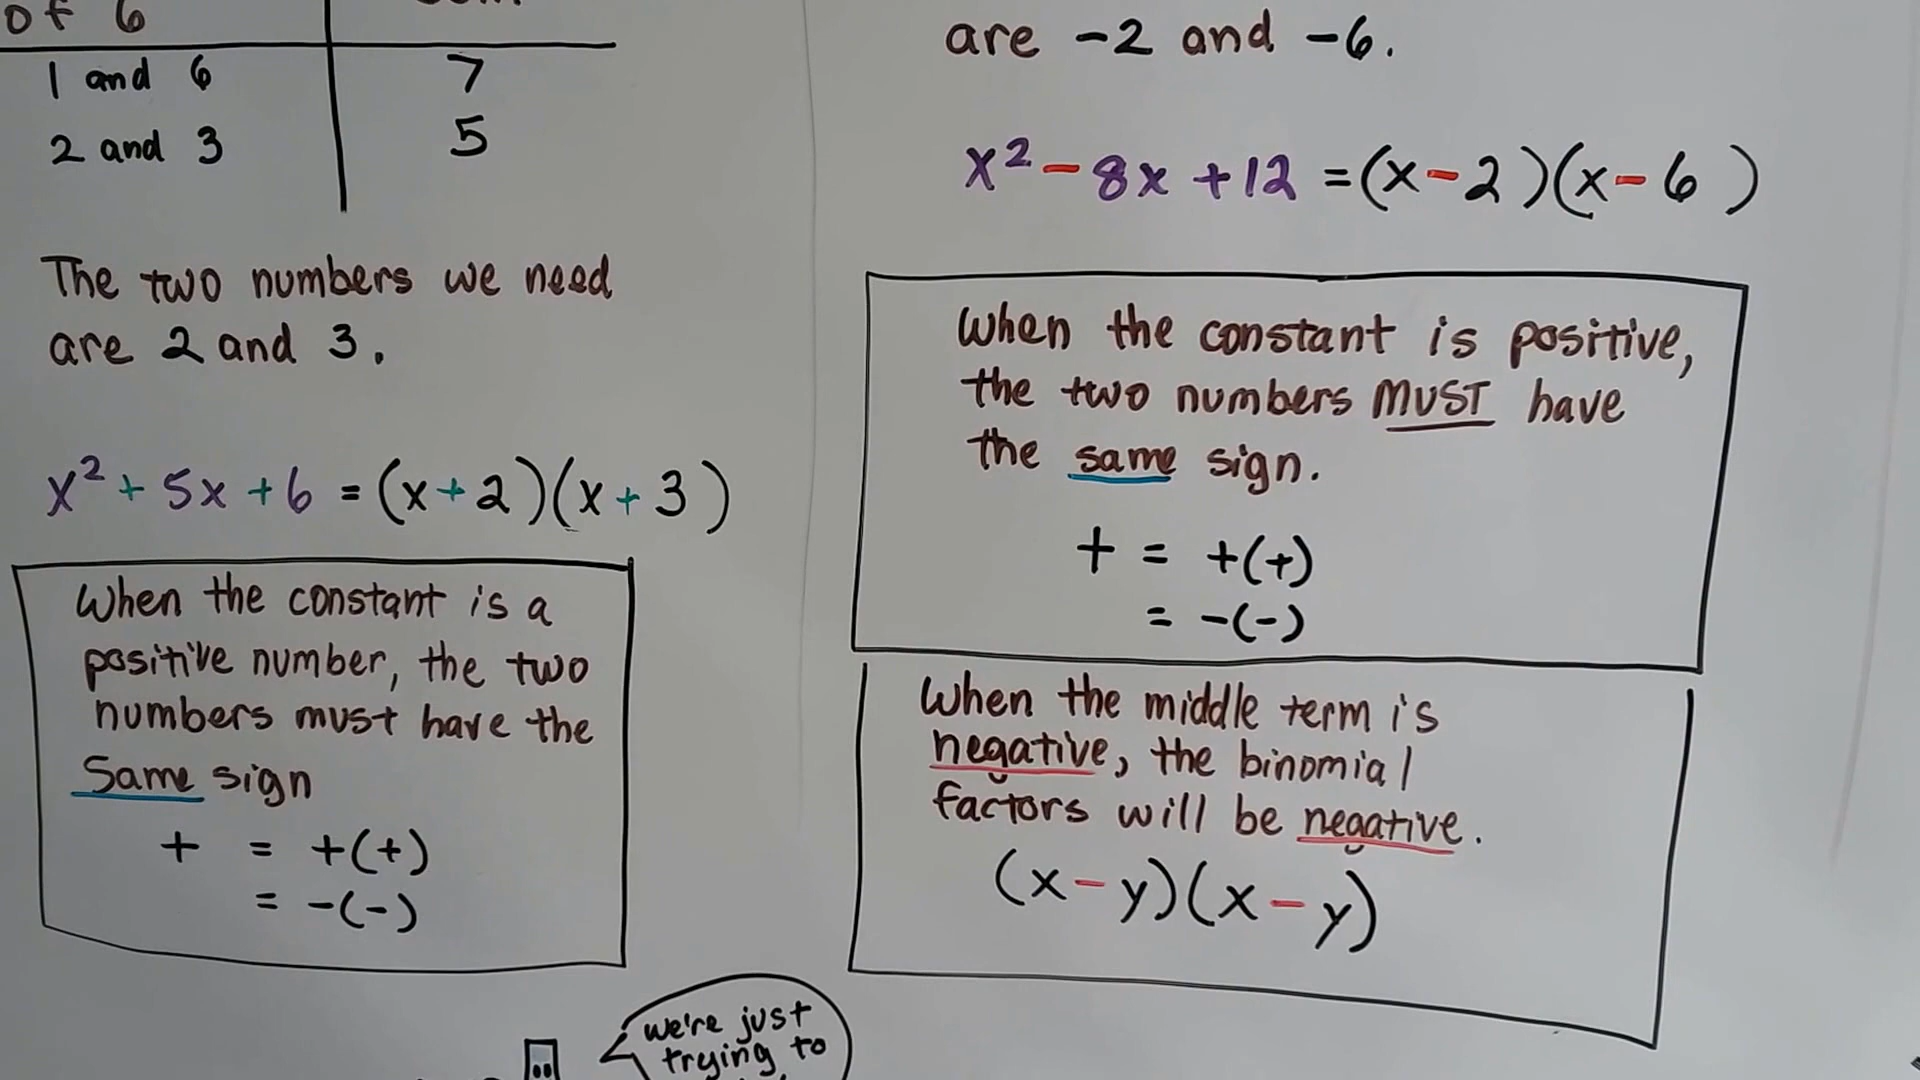 of 6
1 and 6 7
2 and 3 5
The two numbers we need
are 2 and 3.
x² + 5x + 6 = (x + 2)(x + 3)
When the constant is a
positive number, the two
numbers must have the
same sign
+ = +(+)
= -(-)
are -2 and -6.
x² - 8x + 12 = (x - 2)(x - 6)
When the constant is positive,
the two numbers MUST have
the same sign.
+ = +(+)
= -(-)
When the middle term is
negative, the binomial
factors will be negative.
(x - y)(x - y)
we're just
trying to